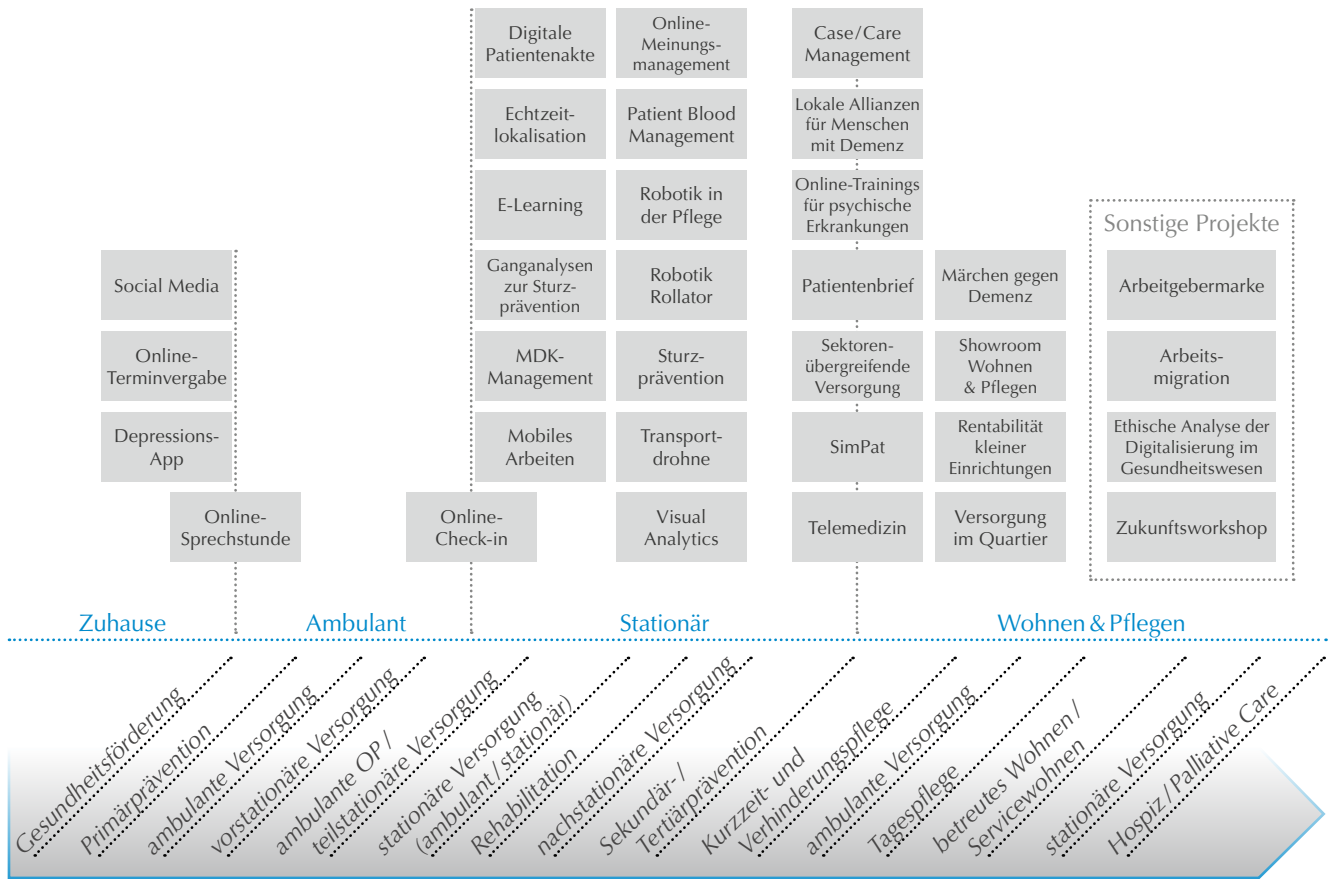 Digitale
Patientenakte
Online-
Meinungs-
management
Case / Care
Management
Echtzeit-
lokalisation
Patient Blood
Management
Lokale Allianzen
für Menschen
mit Demenz
E-Learning
Robotik in
der Pflege
Online-Trainings
für psychische
Erkrankungen
Sonstige Projekte
Social Media
Ganganalysen
zur Sturz-
prävention
Robotik
Rollator
Patientenbrief
Märchen gegen
Demenz
Arbeitgebermarke
Online-
Terminvergabe
MDK-
Management
Sturz-
prävention
Sektoren-
übergreifende
Versorgung
Showroom
Wohnen
& Pflegen
Arbeits-
migration
Depressions-
App
Mobiles
Arbeiten
Transport-
drohne
SimPat
Rentabilität
kleiner
Einrichtungen
Ethische Analyse der
Digitalisierung im
Gesundheitswesen
Online-
Sprechstunde
Online-
Check-in
Visual
Analytics
Telemedizin
Versorgung
im Quartier
Zukunftsworkshop
Zuhause
Ambulant
Stationär
Wohnen & Pflegen
Gesundheitsförderung
Primärprävention
ambulante Versorgung
vorstationäre Versorgung
ambulante OP /
teilstationäre Versorgung
stationäre Versorgung
(ambulant / stationär)
Rehabilitation
nachstationäre Versorgung
Sekundär- /
Tertiärprävention
Kurzzeit- und
Verhinderungspflege
ambulante Versorgung
Tagespflege
betreutes Wohnen /
Servicewohnen
stationäre Versorgung
Hospiz / Palliative Care